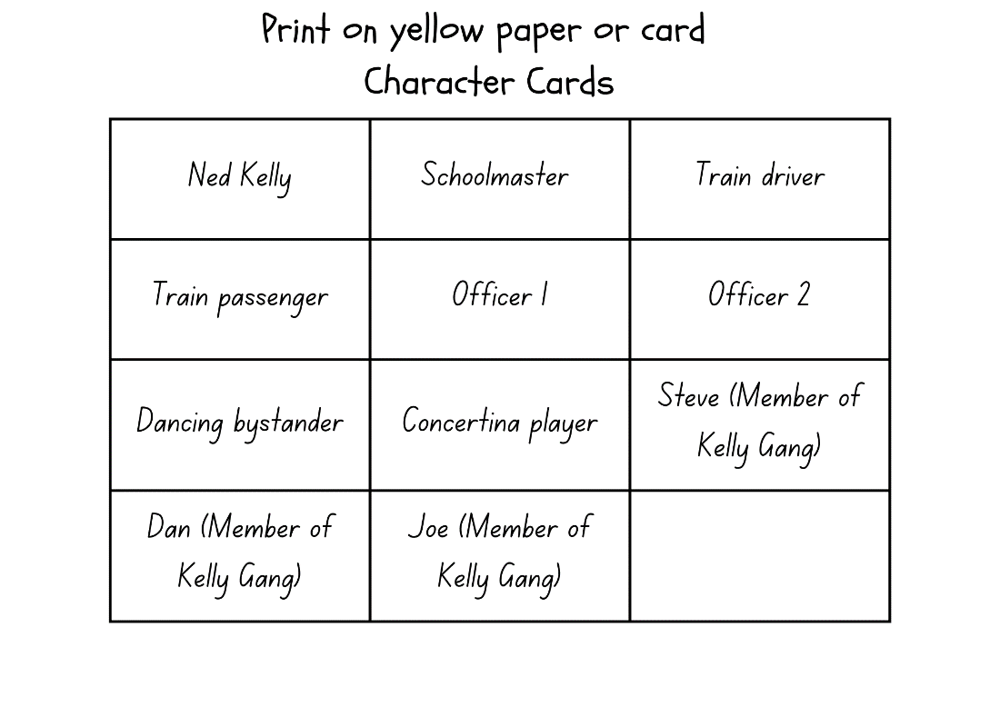 Print on yellow paper or card
Character Cards
Ned Kelly
Schoolmaster
Train driver
Train passenger
Officer 1
Officer 2
Dancing bystander
Concertina player
Steve (Member of
Kelly Gang)
Dan (Member of
Kelly Gang)
Joe (Member of
Kelly Gang)